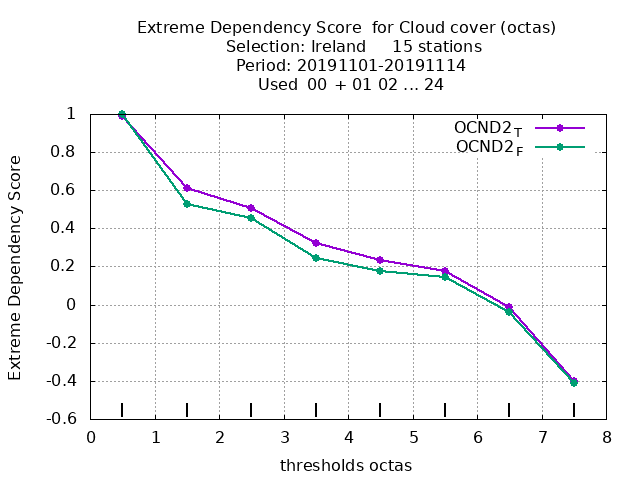 Extreme Dependency Score  for Cloud cover (octas)
Selection: Ireland     15 stations
Period: 20191101-20191114
Used  00 + 01 02 ... 24
OCND2T
OCND2F
1
0.8
0.6
0.4
0.2
0
-0.2
-0.4
-0.6
Extreme Dependency Score
0 1 2 3 4 5 6 7 8
thresholds octas